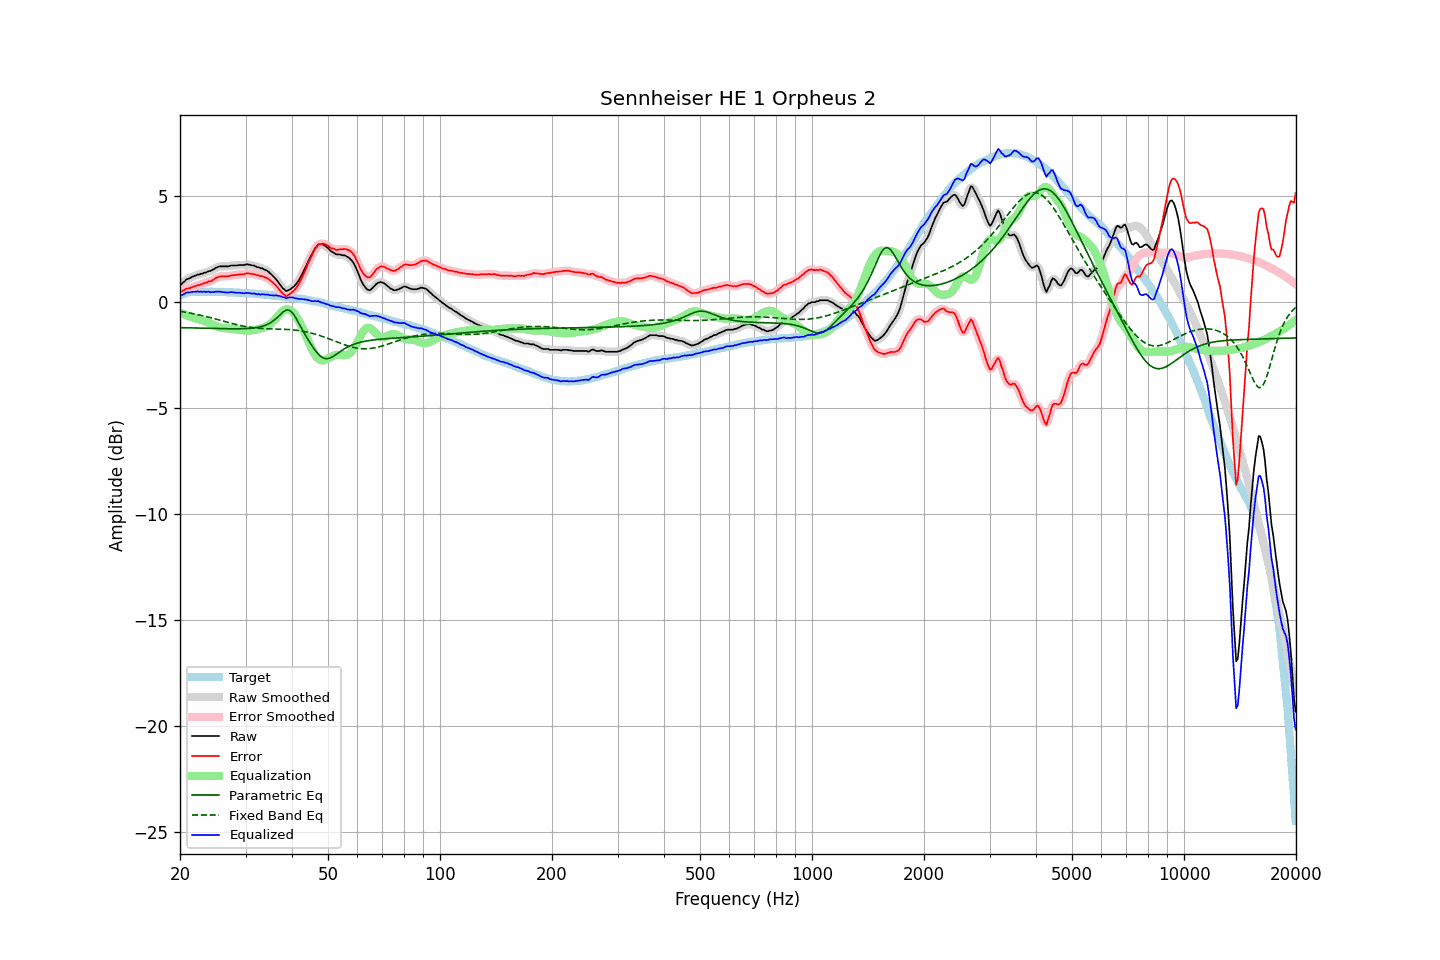 Sennheiser HE 1 Orpheus 2
Amplitude (dBr)
5
0
−5
−10
−15
−20
−25
Target
Raw Smoothed
Error Smoothed
Raw
Error
Equalization
Parametric Eq
Fixed Band Eq
Equalized
20
50
100
200
500
1000
2000
5000
10000
20000
Frequency (Hz)